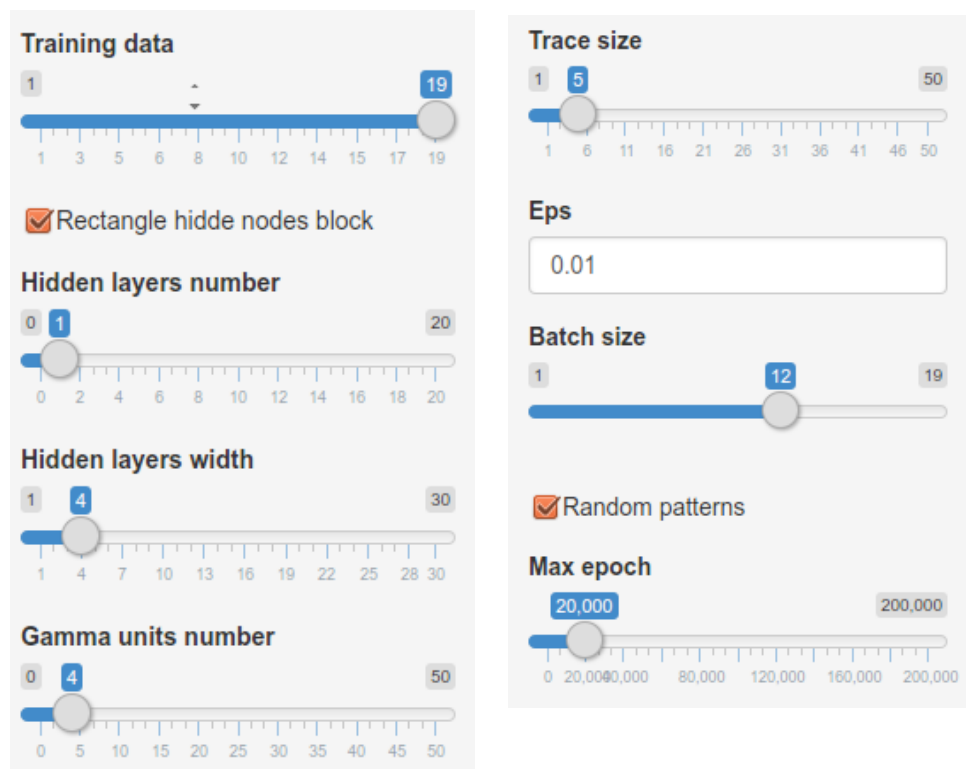 Training data
1 19
1 3 5 6 8 10 12 14 15 17 19
Rectangle hidde nodes block
Hidden layers number
0 1 20
0 2 4 6 8 10 12 14 16 18 20
Hidden layers width
1 4 30
1 4 7 10 13 16 19 22 25 28 30
Gamma units number
0 4 50
0 5 10 15 20 25 30 35 40 45 50
Trace size
1 5 50
1 6 11 16 21 26 31 36 41 46 50
Eps
0.01
Batch size
1 12 19
Random patterns
Max epoch
20,000 200,000
0 20,000 40,000 80,000 120,000 160,000 200,000